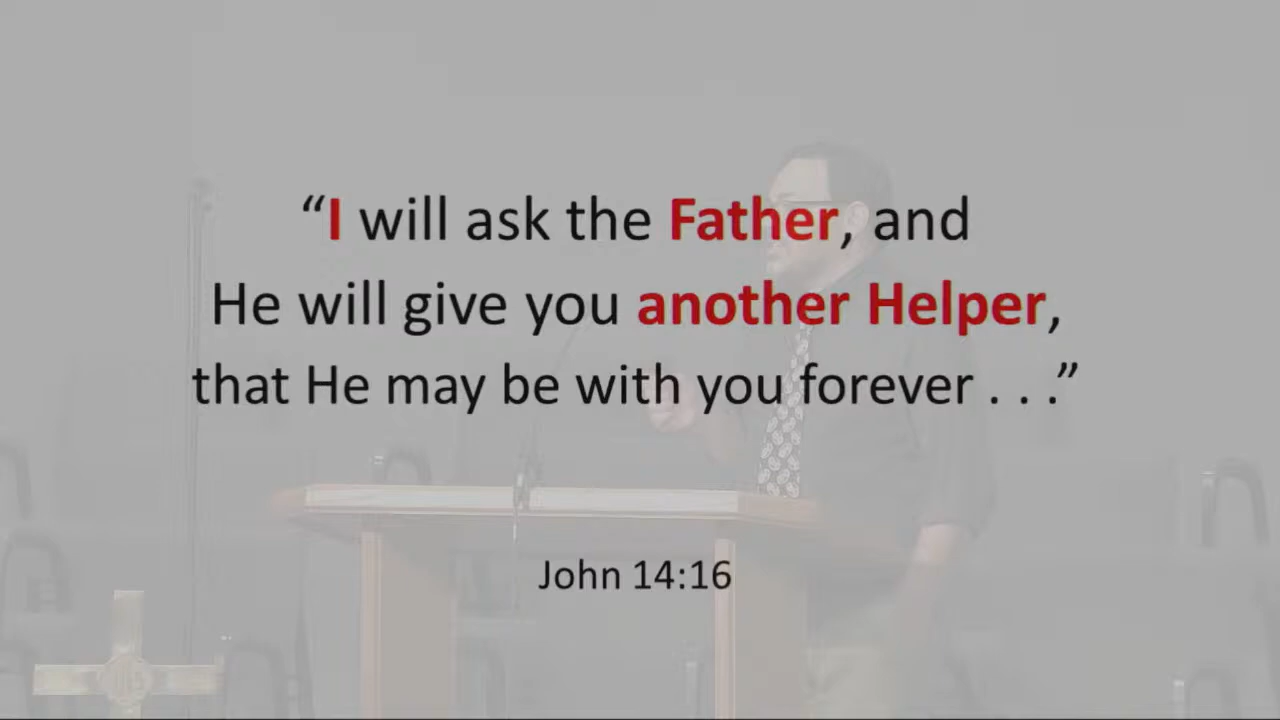 “I will ask the Father, and
He will give you another Helper,
that He may be with you forever . . .”
John 14:16